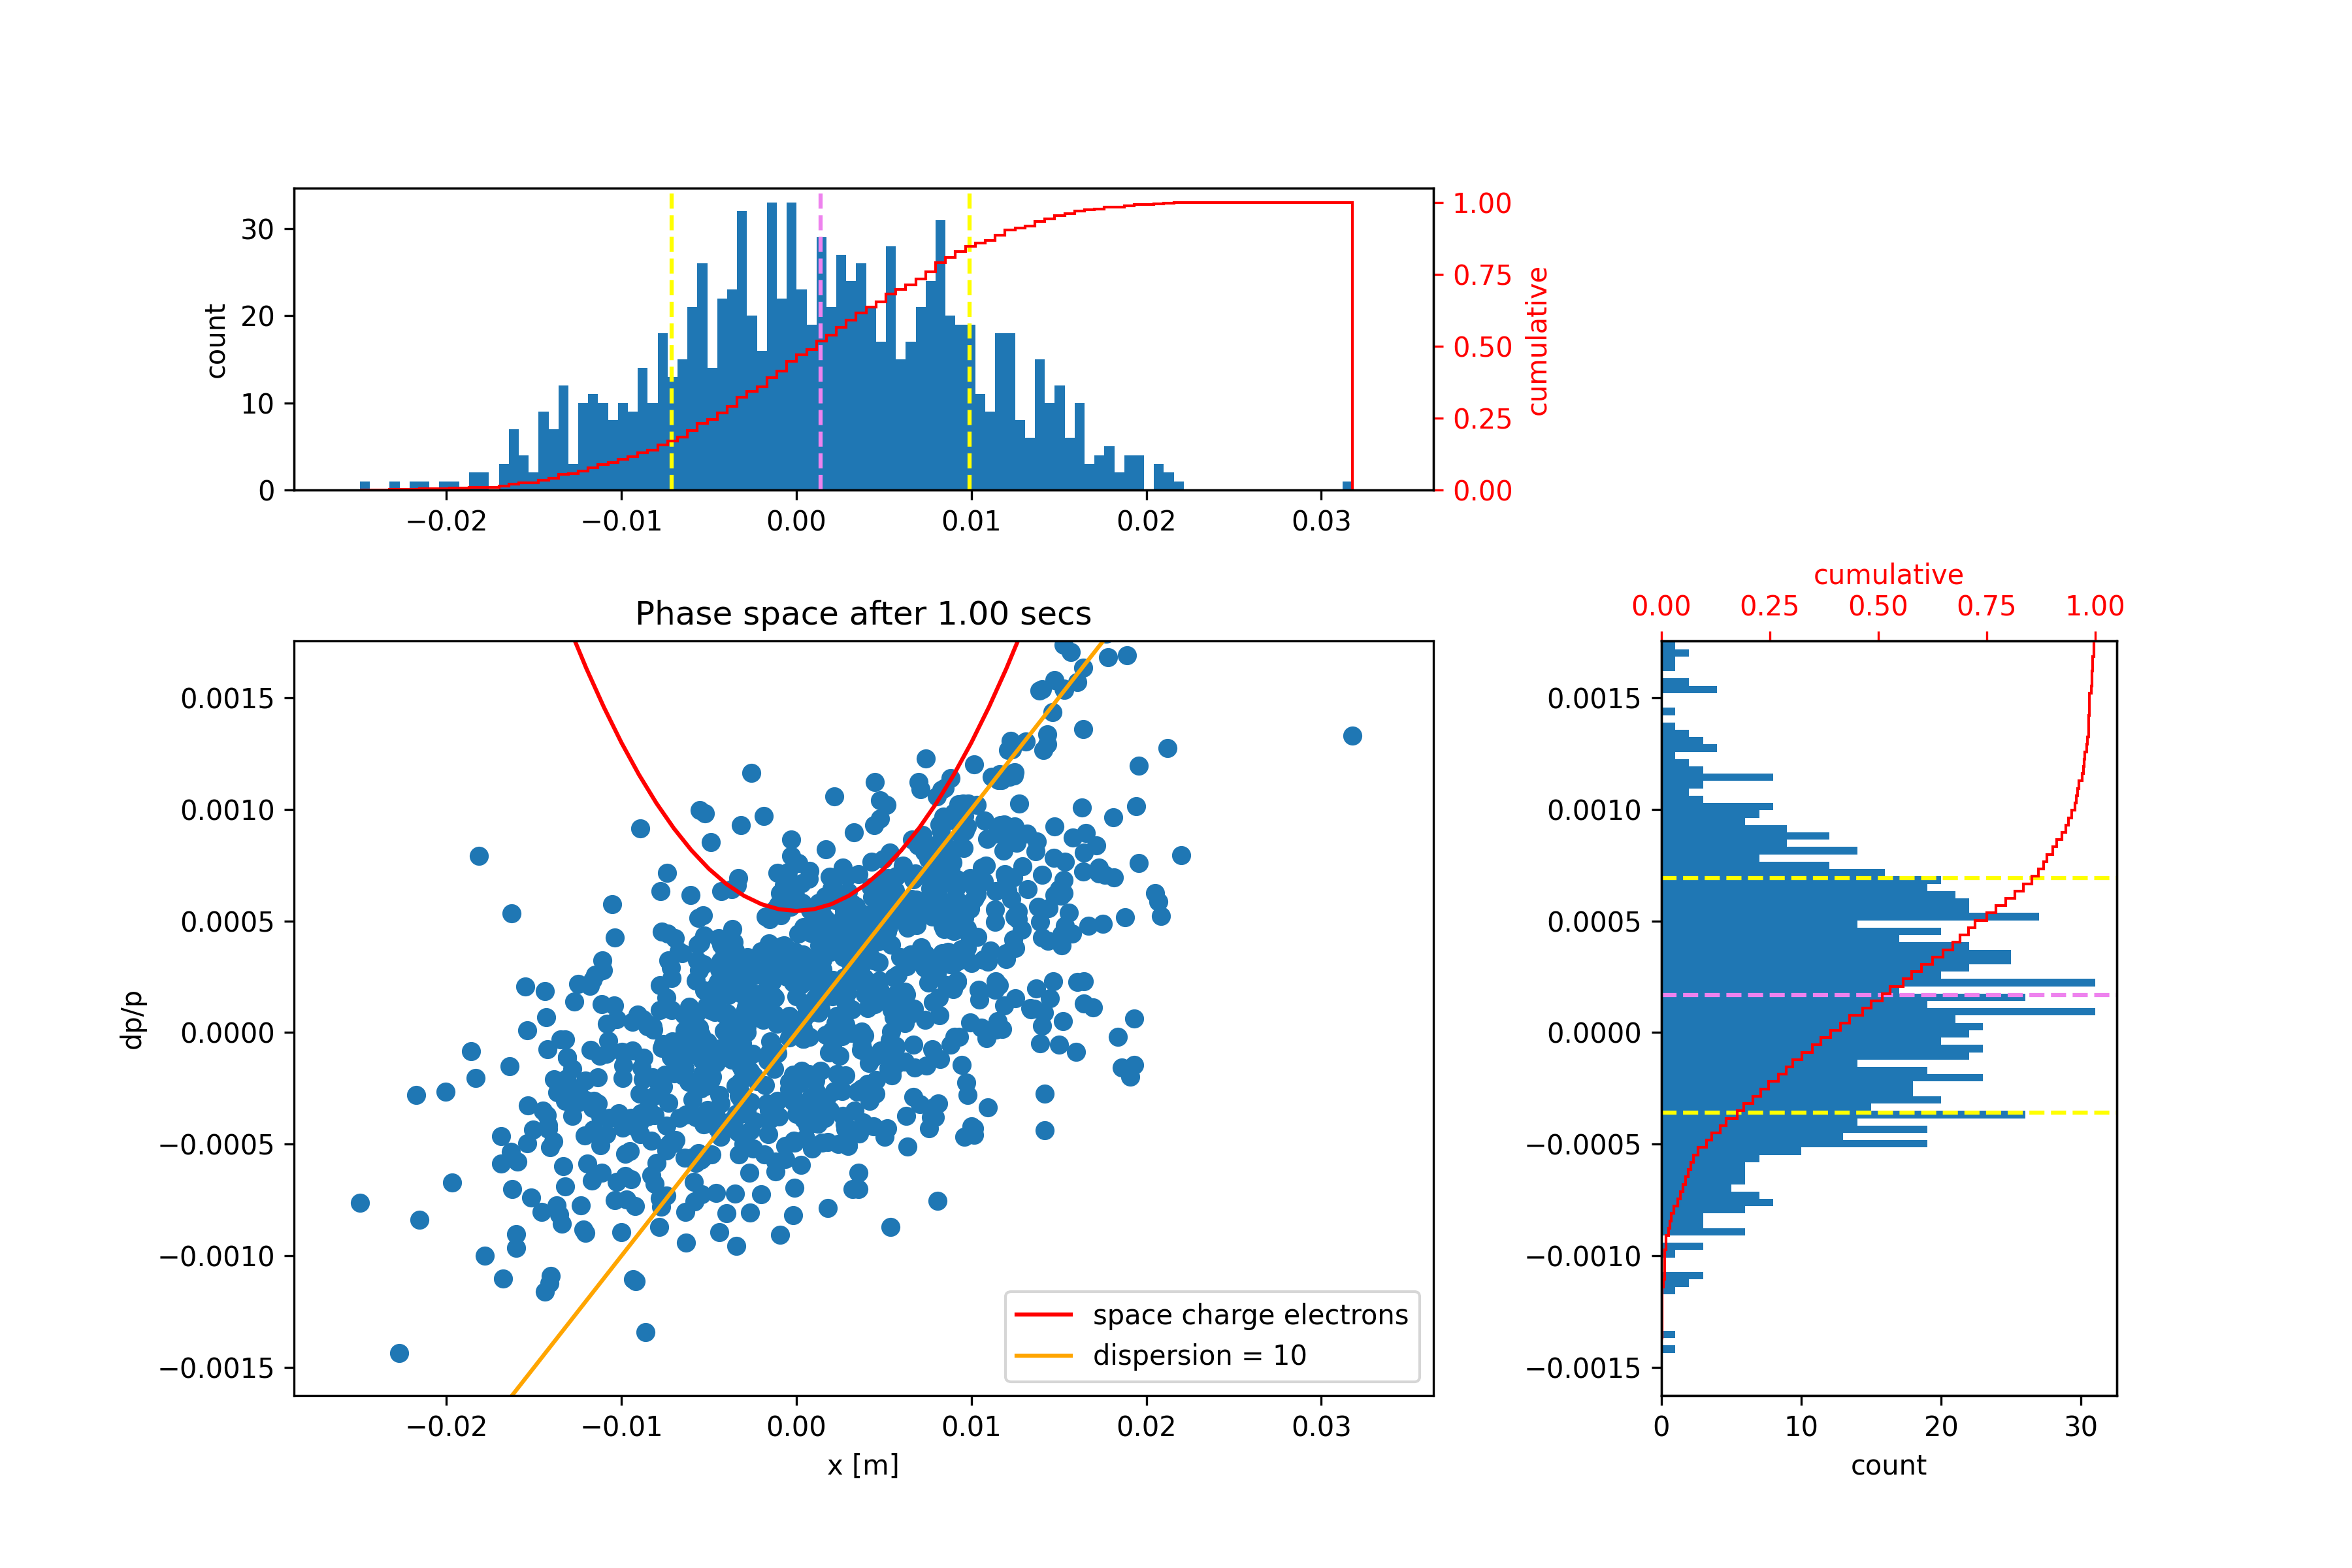 count
30
20
10
0
1.00
0.75
0.50
0.25
0.00
cumulative
−0.02 −0.01 0.00 0.01 0.02 0.03
Phase space after 1.00 secs
dp/p
0.0015
0.0010
0.0005
0.0000
−0.0005
−0.0010
−0.0015
space charge electrons
dispersion = 10
−0.02 −0.01 0.00 0.01 0.02 0.03
x [m]
cumulative
0.00 0.25 0.50 0.75 1.00
0.0015
0.0010
0.0005
0.0000
−0.0005
−0.0010
−0.0015
0 10 20 30
count